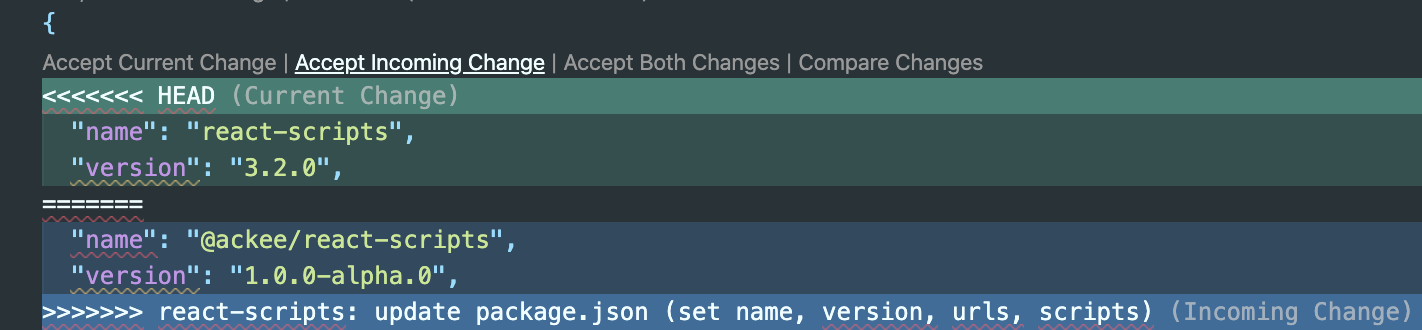 {
Accept Current Change | Accept Incoming Change | Accept Both Changes | Compare Changes
<<<<<<< HEAD (Current Change)
"name": "react-scripts",
"version": "3.2.0",
=======
"name": "@ackee/react-scripts",
"version": "1.0.0-alpha.0",
>>>>>>> react-scripts: update package.json (set name, version, urls, scripts) (Incoming Change)